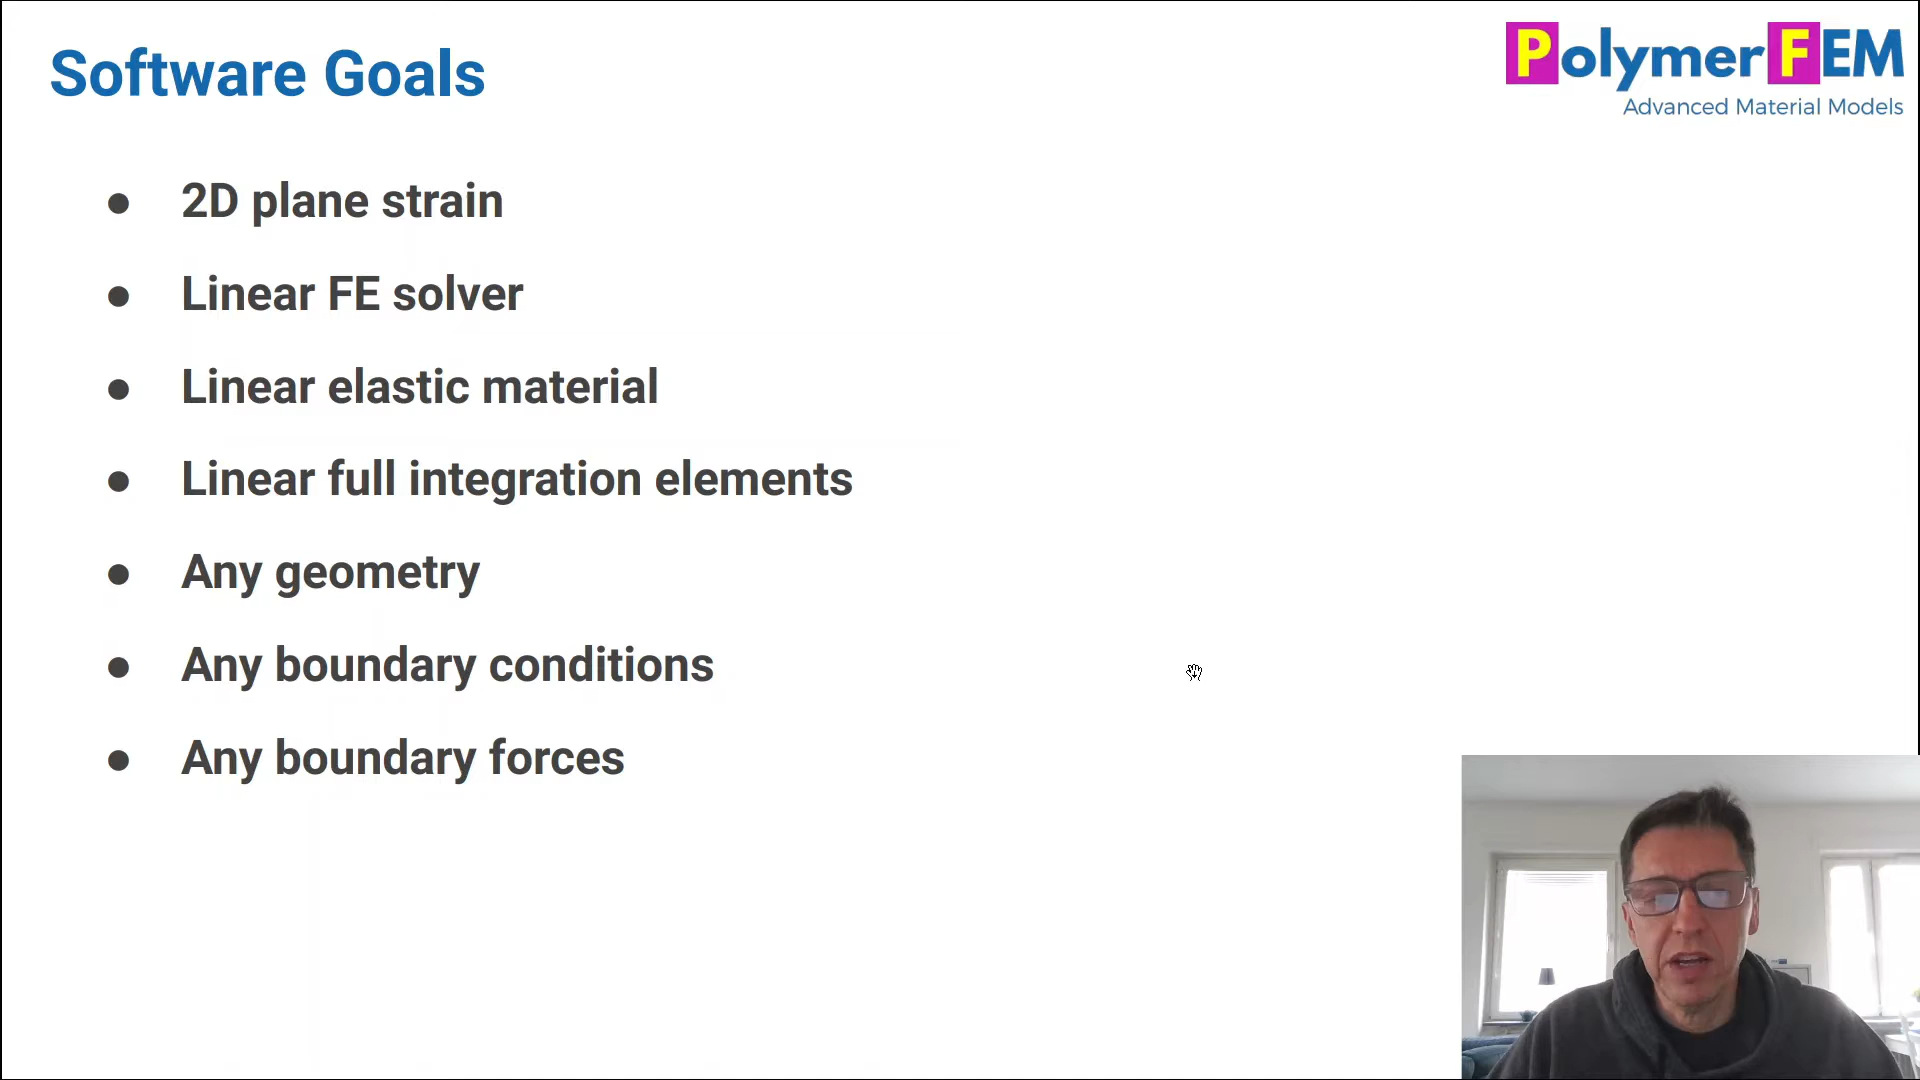 Software Goals
PolymerFEM
Advanced Material Models
● 2D plane strain
● Linear FE solver
● Linear elastic material
● Linear full integration elements
● Any geometry
● Any boundary conditions
● Any boundary forces